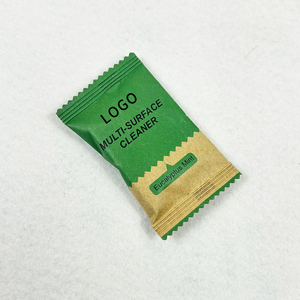 LOGO
MULTI-SURFACE
CLEANER
Eucalyptus Mint